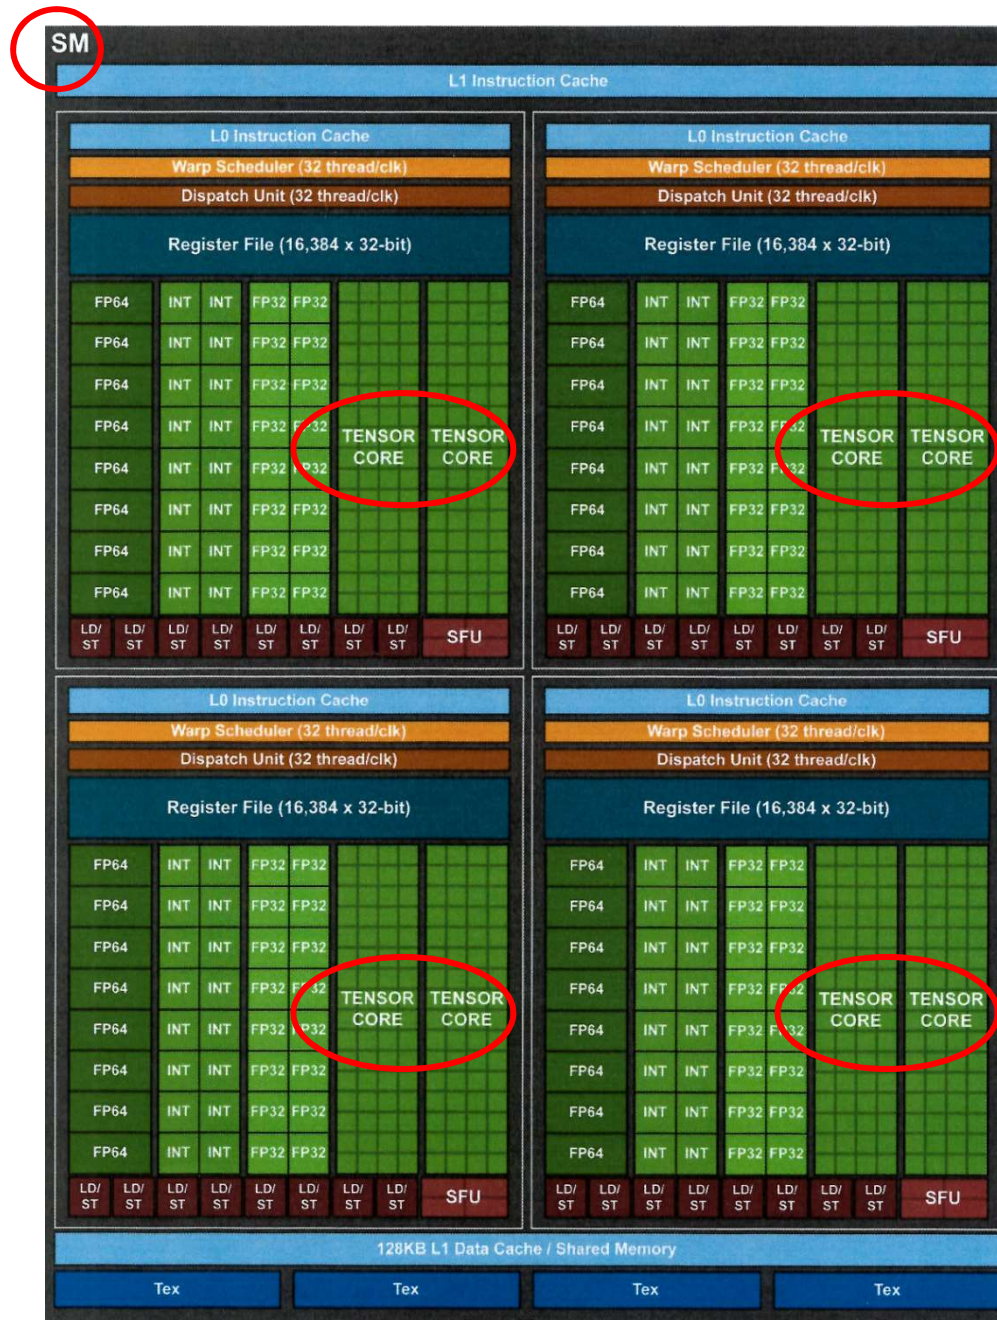 SM
L1 Instruction Cache
L0 Instruction Cache
Warp Scheduler (32 thread/clk)
Dispatch Unit (32 thread/clk)
Register File (16,384 x 32-bit)
FP64 INT INT FP32 FP32
FP64 INT INT FP32 FP32
FP64 INT INT FP32 FP32
FP64 INT INT FP32 FP32
TENSOR CORE TENSOR CORE
FP64 INT INT FP32 FP32
FP64 INT INT FP32 FP32
FP64 INT INT FP32 FP32
FP64 INT INT FP32 FP32
LD/ST LD/ST LD/ST LD/ST LD/ST LD/ST LD/ST LD/ST SFU
L0 Instruction Cache
Warp Scheduler (32 thread/clk)
Dispatch Unit (32 thread/clk)
Register File (16,384 x 32-bit)
FP64 INT INT FP32 FP32
FP64 INT INT FP32 FP32
FP64 INT INT FP32 FP32
FP64 INT INT FP32 FP32
TENSOR CORE TENSOR CORE
FP64 INT INT FP32 FP32
FP64 INT INT FP32 FP32
FP64 INT INT FP32 FP32
FP64 INT INT FP32 FP32
LD/ST LD/ST LD/ST LD/ST LD/ST LD/ST LD/ST LD/ST SFU
L0 Instruction Cache
Warp Scheduler (32 thread/clk)
Dispatch Unit (32 thread/clk)
Register File (16,384 x 32-bit)
FP64 INT INT FP32 FP32
FP64 INT INT FP32 FP32
FP64 INT INT FP32 FP32
FP64 INT INT FP32 FP32
TENSOR CORE TENSOR CORE
FP64 INT INT FP32 FP32
FP64 INT INT FP32 FP32
FP64 INT INT FP32 FP32
FP64 INT INT FP32 FP32
LD/ST LD/ST LD/ST LD/ST LD/ST LD/ST LD/ST LD/ST SFU
L0 Instruction Cache
Warp Scheduler (32 thread/clk)
Dispatch Unit (32 thread/clk)
Register File (16,384 x 32-bit)
FP64 INT INT FP32 FP32
FP64 INT INT FP32 FP32
FP64 INT INT FP32 FP32
FP64 INT INT FP32 FP32
TENSOR CORE TENSOR CORE
FP64 INT INT FP32 FP32
FP64 INT INT FP32 FP32
FP64 INT INT FP32 FP32
FP64 INT INT FP32 FP32
LD/ST LD/ST LD/ST LD/ST LD/ST LD/ST LD/ST LD/ST SFU
128KB L1 Data Cache / Shared Memory
Tex Tex Tex Tex